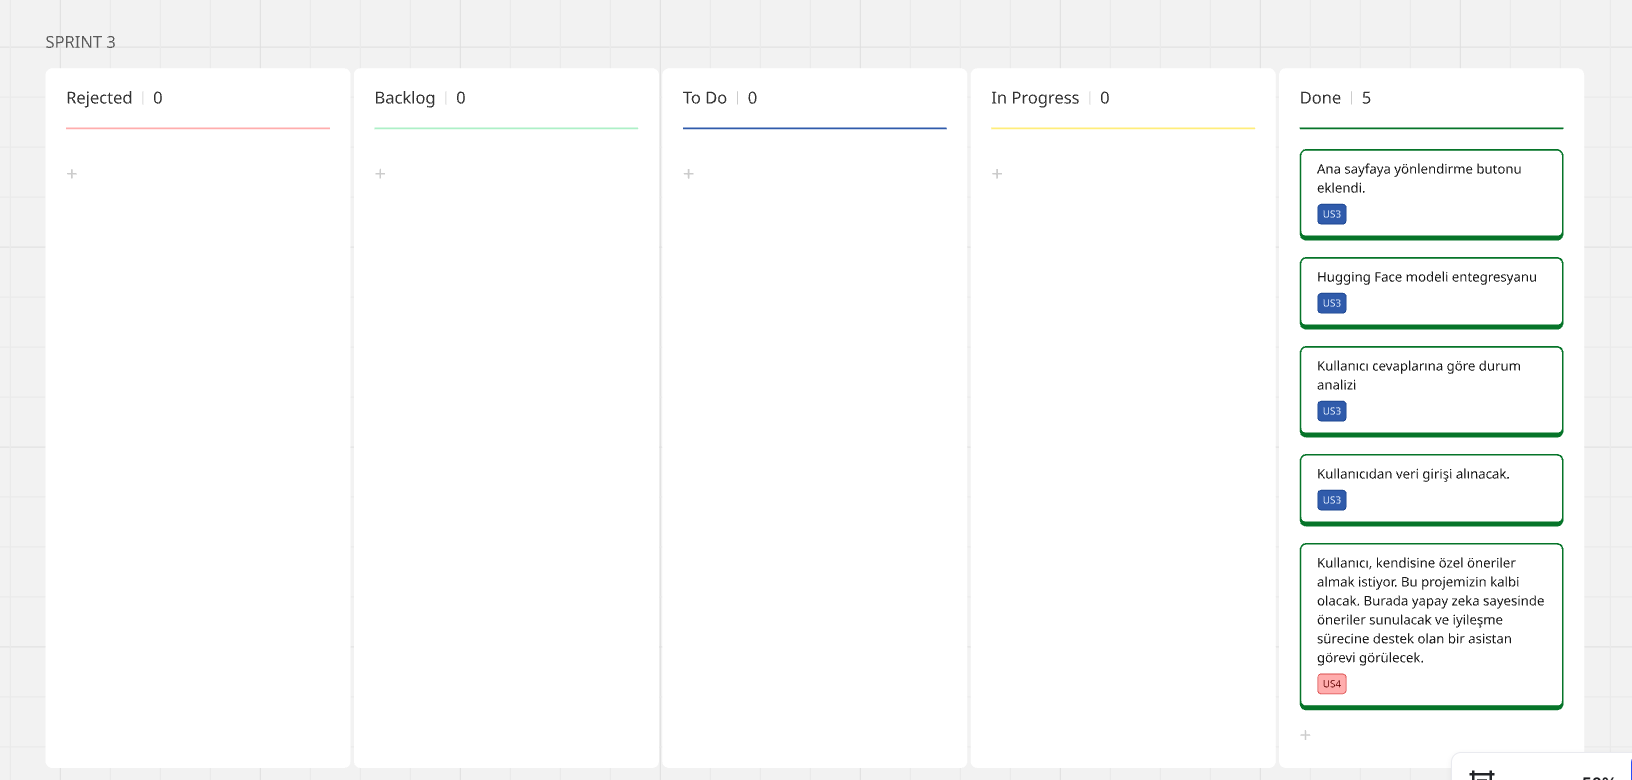 SPRINT 3
Rejected 0
+
Backlog 0
+
To Do 0
+
In Progress 0
+
Done 5
Ana sayfaya yönlendirme butonu
eklendi.
US3
Hugging Face modeli entegresyanu
US3
Kullanıcı cevaplarına göre durum
analizi
US3
Kullanıcıdan veri girişi alınacak.
US3
Kullanıcı, kendisine özel öneriler
almak istiyor. Bu projemizin kalbi
olacak. Burada yapay zeka sayesinde
öneriler sunulacak ve iyileşme
sürecine destek olan bir asistan
görevi görülecek.
US4
+